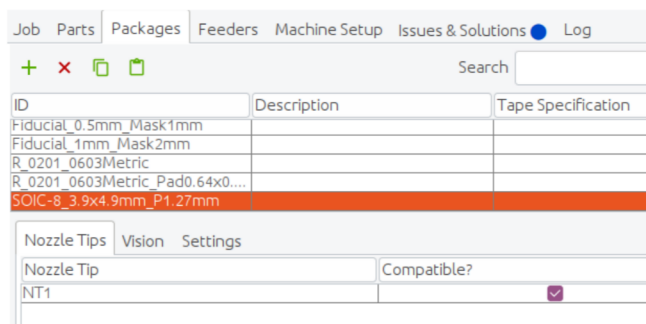 Job Parts Packages Feeders Machine Setup Issues & Solutions Log
Search
ID Description Tape Specification
Fiducial_0.5mm_Mask1mm
Fiducial_1mm_Mask2mm
R_0201_0603Metric
R_0201_0603Metric_Pad0.64x0....
SOIC-8_3.9x4.9mm_P1.27mm
Nozzle Tips Vision Settings
Nozzle Tip Compatible?
NT1